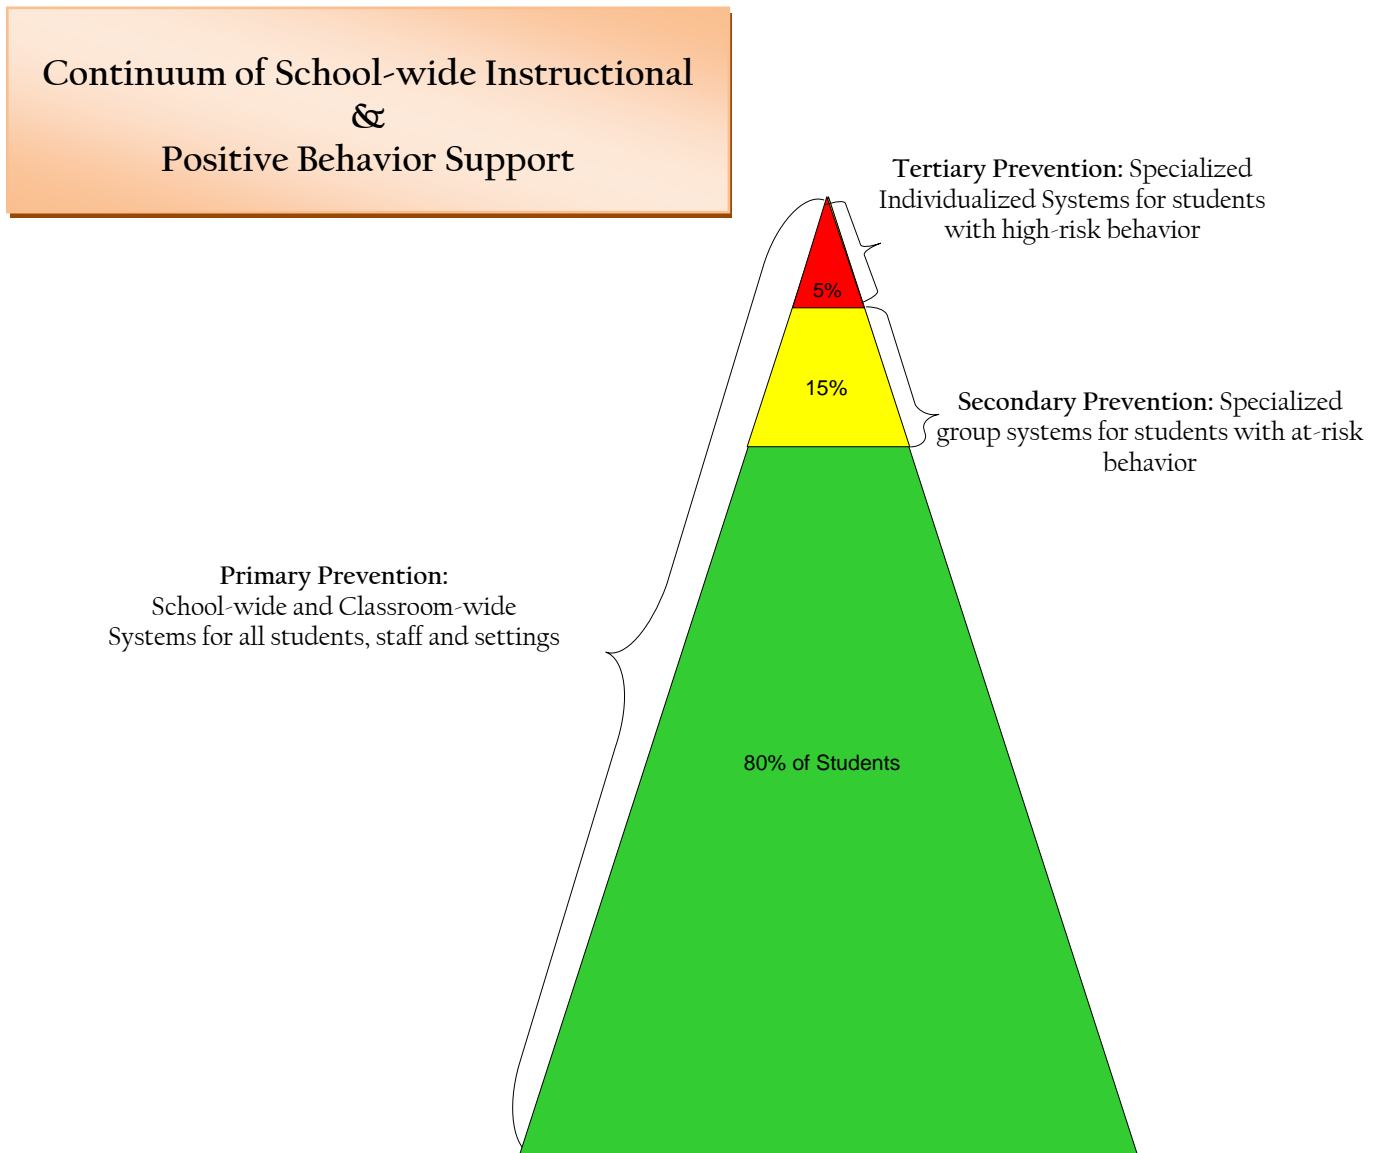 Continuum of School-wide Instructional
&
Positive Behavior Support
Tertiary Prevention: Specialized
Individualized Systems for students
with high-risk behavior
5%
15%
Secondary Prevention: Specialized
group systems for students with at-risk
behavior
Primary Prevention:
School-wide and Classroom-wide
Systems for all students, staff and settings
80% of Students